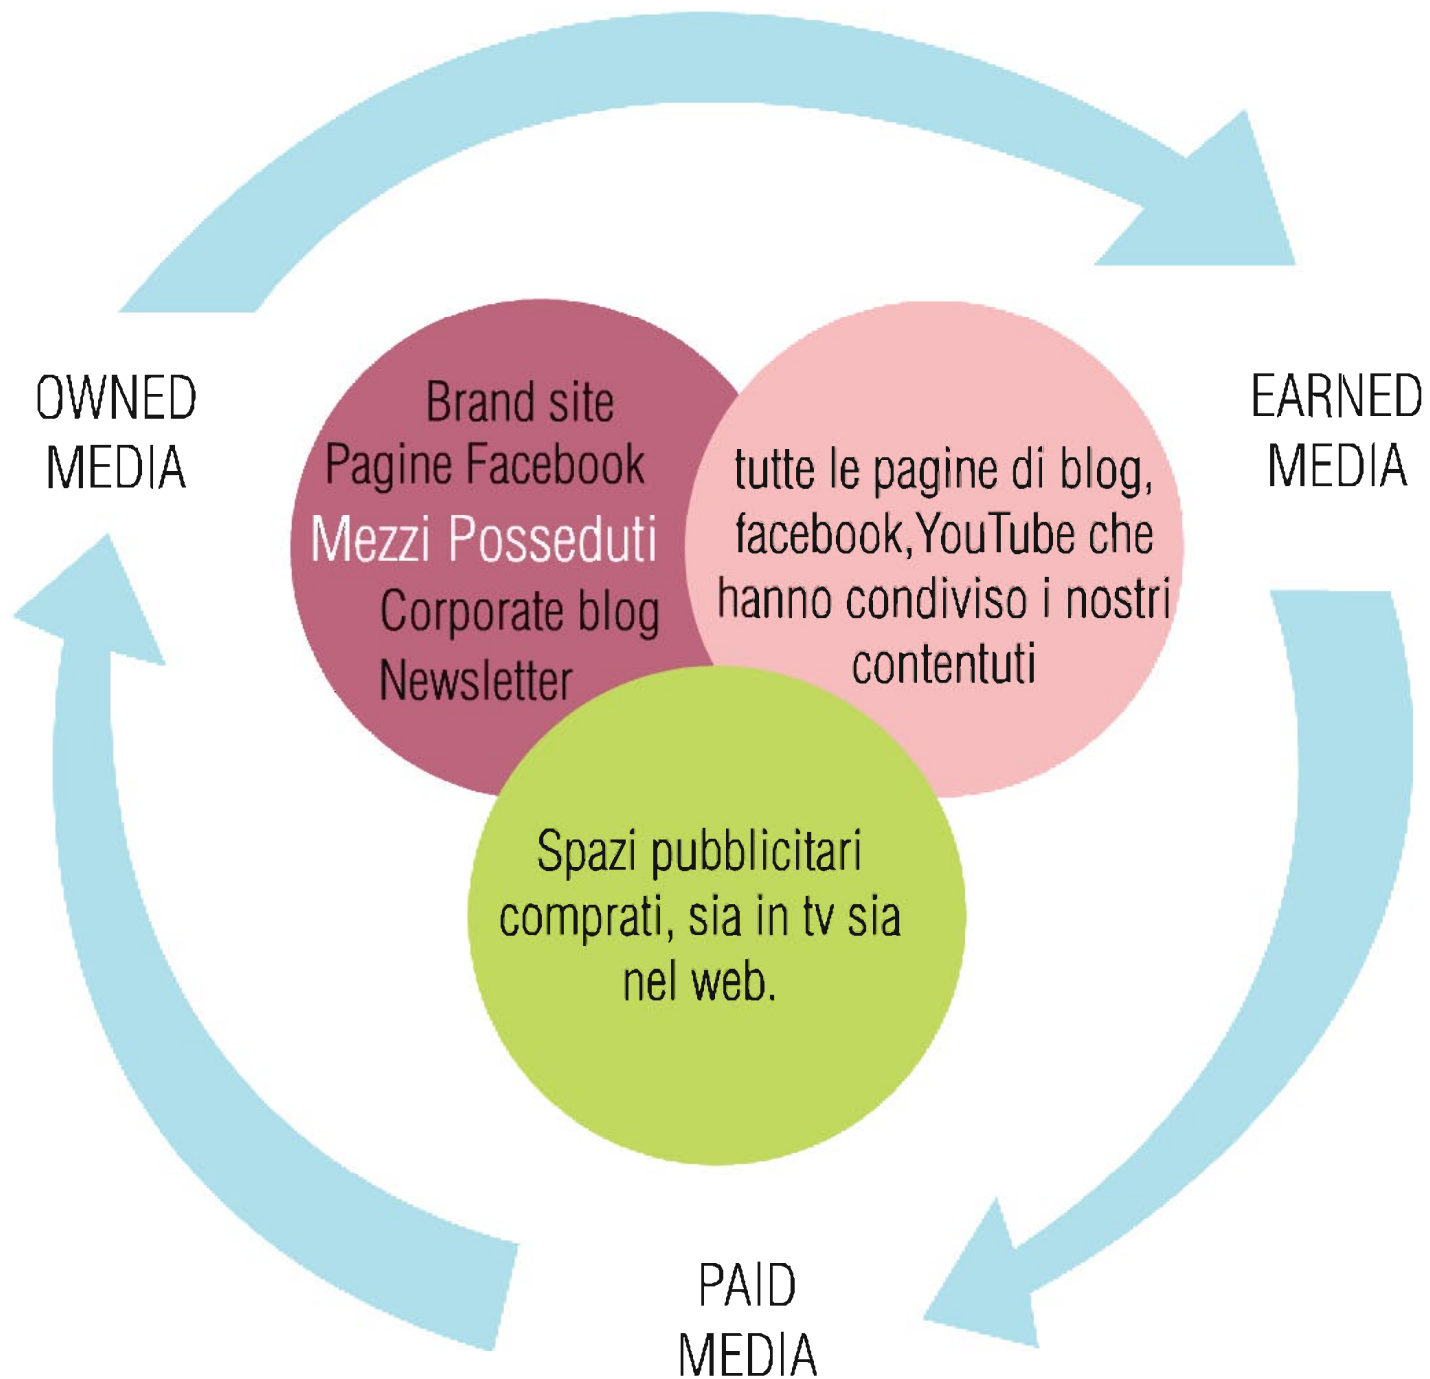 OWNED
MEDIA
Brand site
Pagine Facebook
Mezzi Posseduti
Corporate blog
Newsletter
tutte le pagine di blog,
facebook,YouTube che
hanno condiviso i nostri
contentuti
EARNED
MEDIA
Spazi pubblicitari
comprati, sia in tv sia
nel web.
PAID
MEDIA